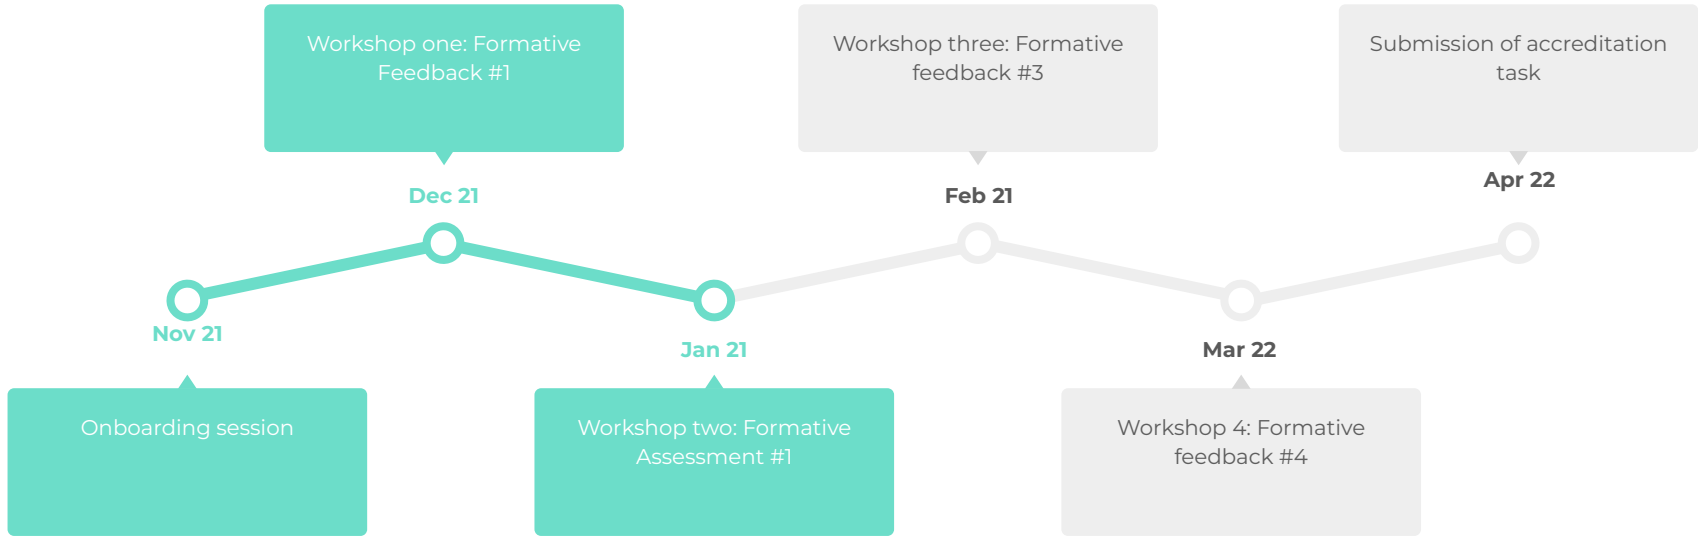 Workshop one: Formative
Feedback #1
Workshop three: Formative
feedback #3
Submission of accreditation
task
Dec 21
Feb 21
Apr 22
Nov 21
Jan 21
Mar 22
Onboarding session
Workshop two: Formative
Assessment #1
Workshop 4: Formative
feedback #4